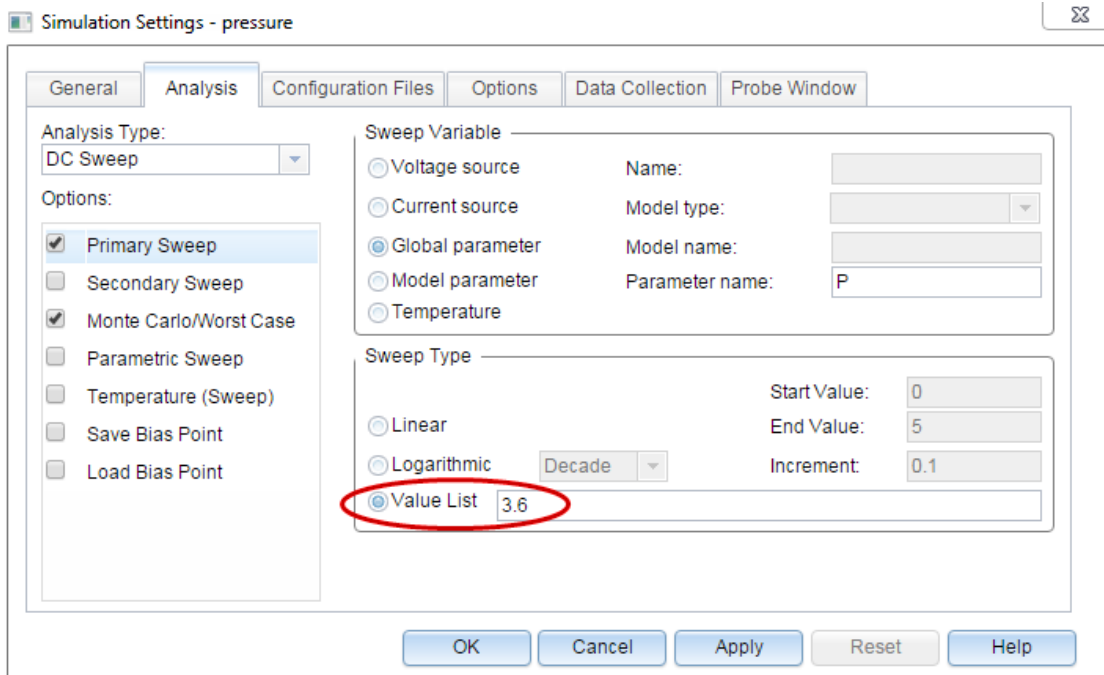 Simulation Settings - pressure
General Analysis Configuration Files Options Data Collection Probe Window
Analysis Type:
DC Sweep
Options:
Primary Sweep
Secondary Sweep
Monte Carlo/Worst Case
Parametric Sweep
Temperature (Sweep)
Save Bias Point
Load Bias Point
Sweep Variable
Voltage source Name:
Current source Model type:
Global parameter Model name:
Model parameter Parameter name: P
Temperature
Sweep Type
Start Value: 0
Linear End Value: 5
Logarithmic Decade Increment: 0.1
Value List 3.6
OK Cancel Apply Reset Help